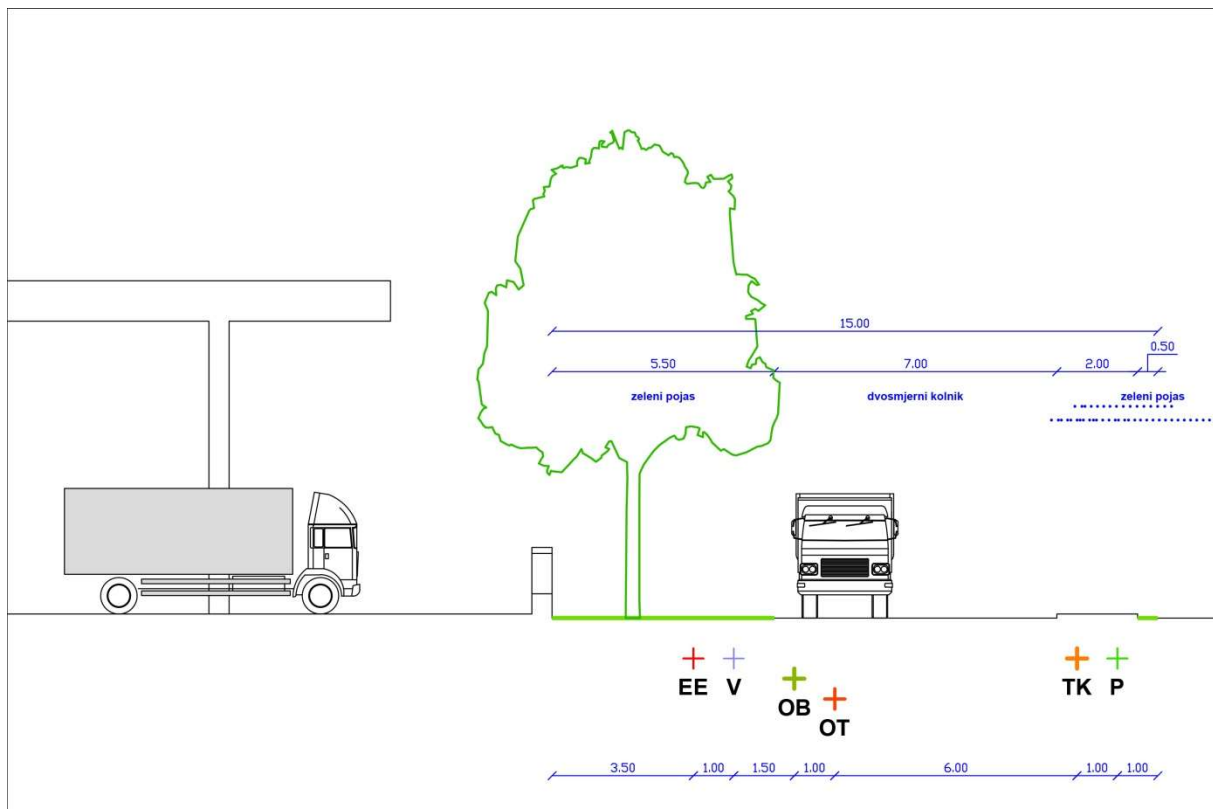 15.00
0.50
5.50 7.00 2.00
zeleni pojas dvosmjerni kolnik zeleni pojas
EE V TK P
OB
OT
3.50 1.00 1.50 1.00 6.00 1.00 1.00